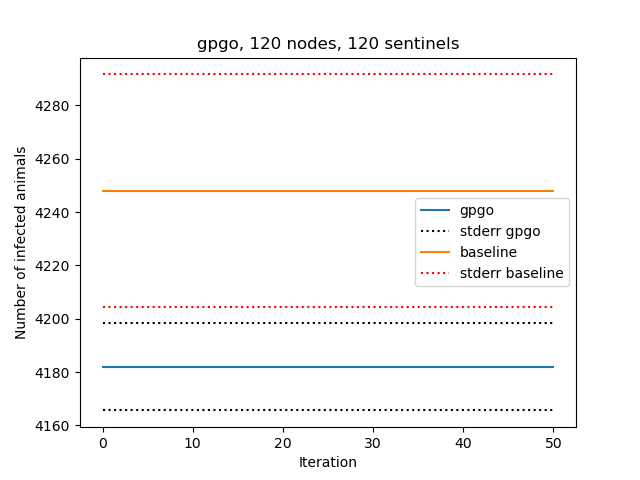 gpgo, 120 nodes, 120 sentinels
Number of infected animals
4280
4260
4240
4220
4200
4180
4160
gpgo
stderr gpgo
baseline
stderr baseline
0 10 20 30 40 50
Iteration